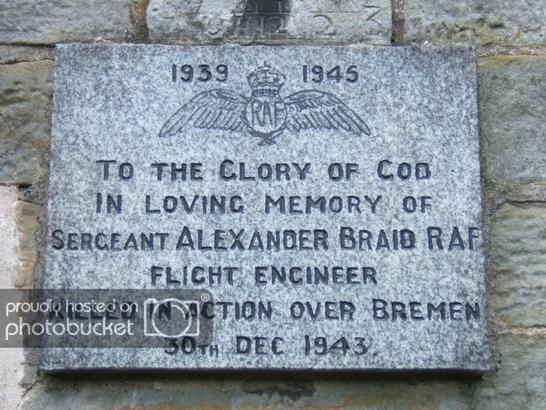 1939 1945
RAF
TO THE GLORY OF GOD
IN LOVING MEMORY OF
SERGEANT ALEXANDER BRAID RAF
FLIGHT ENGINEER
KILLED IN ACTION OVER BREMEN
30TH DEC 1943
proudly hosted on
photobucket